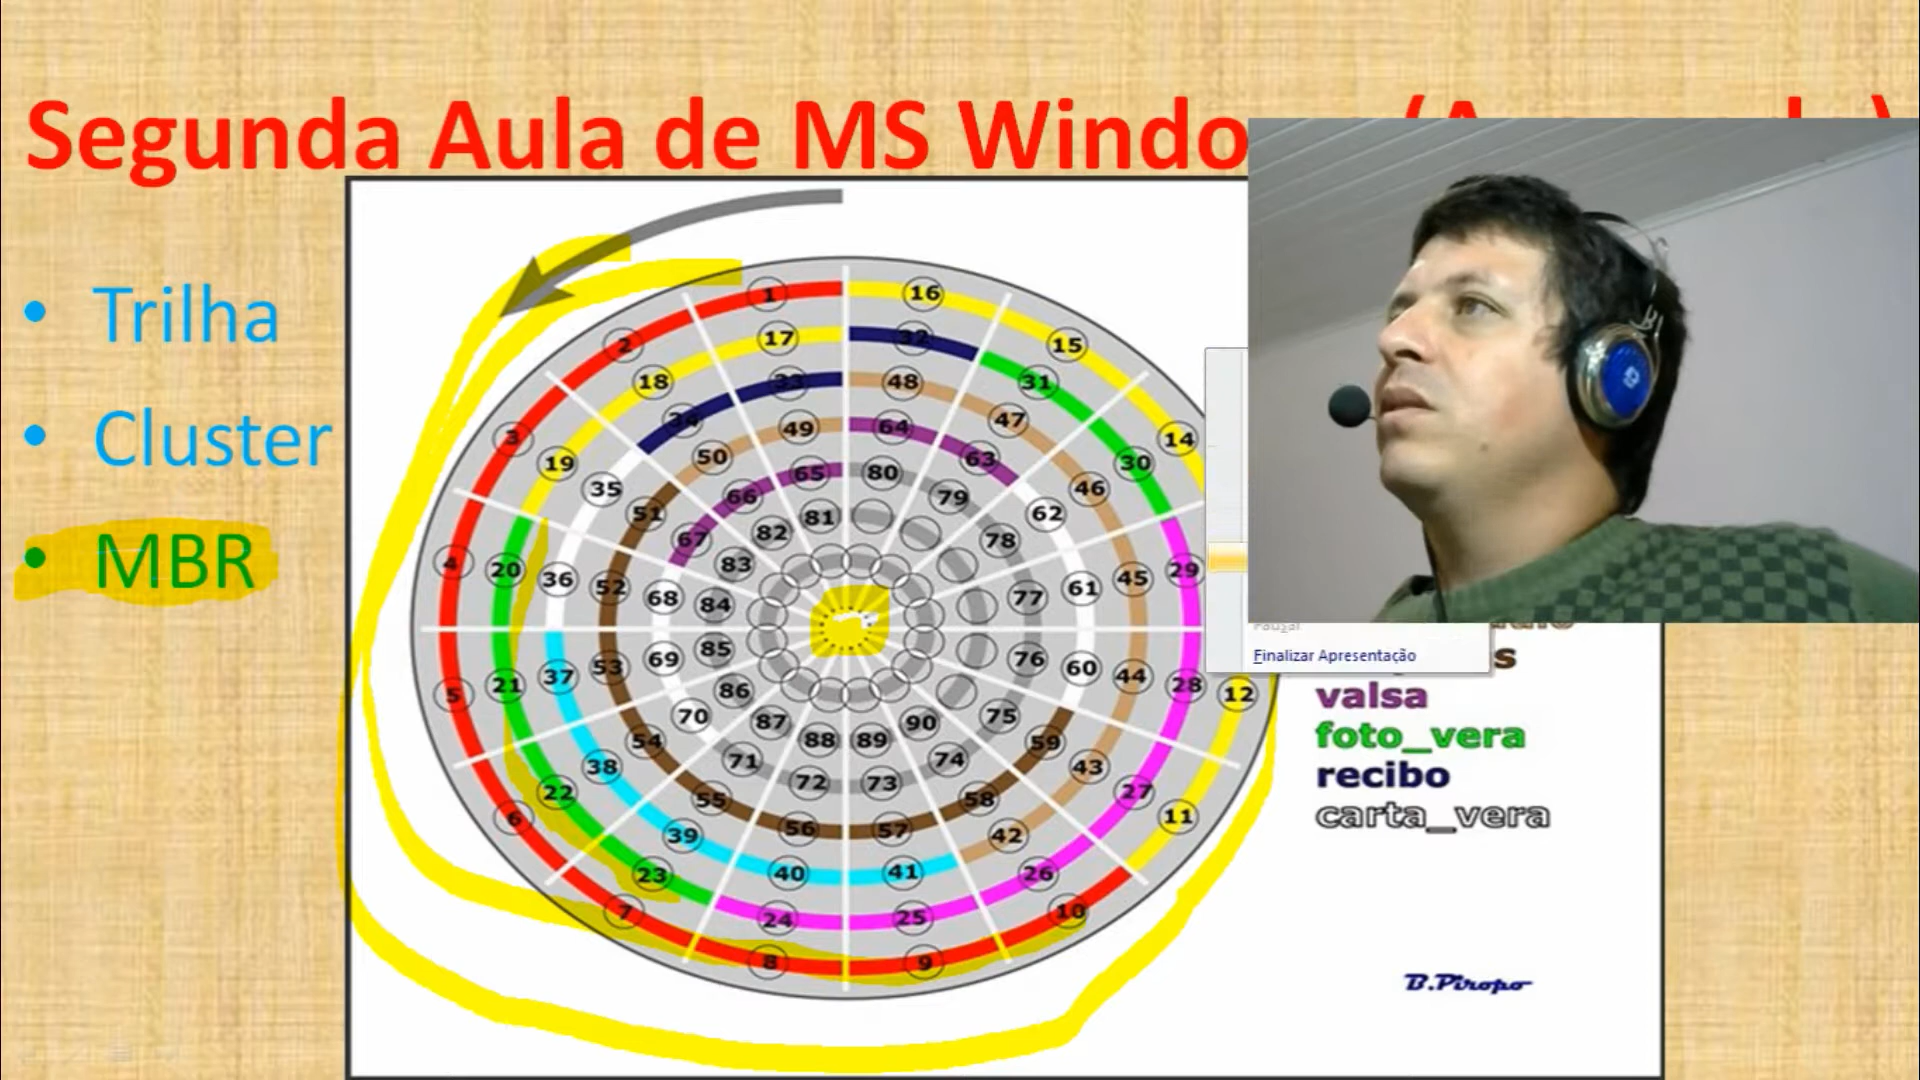 Segunda Aula de MS Windo
• Trilha
• Cluster
• MBR
1 2 3 4 5 6 7 8 9 10 11 12 14 15 16
17 18 19 20 21 22 23 24 25 26 27 28 29 30 31 32
33 34 35 36 37 38 39 40 41 42 43 44 45 46 47 48
49 50 51 52 53 54 55 56 57 58 59 60 61 62 63 64
65 66 67 68 69 70 71 72 73 74 75 76 77 78 79 80
81 82 83 84 85 86 87 88 89 90
Pausar
Finalizar Apresentação
valsa
foto_vera
recibo
carta_vera
B.Piropo